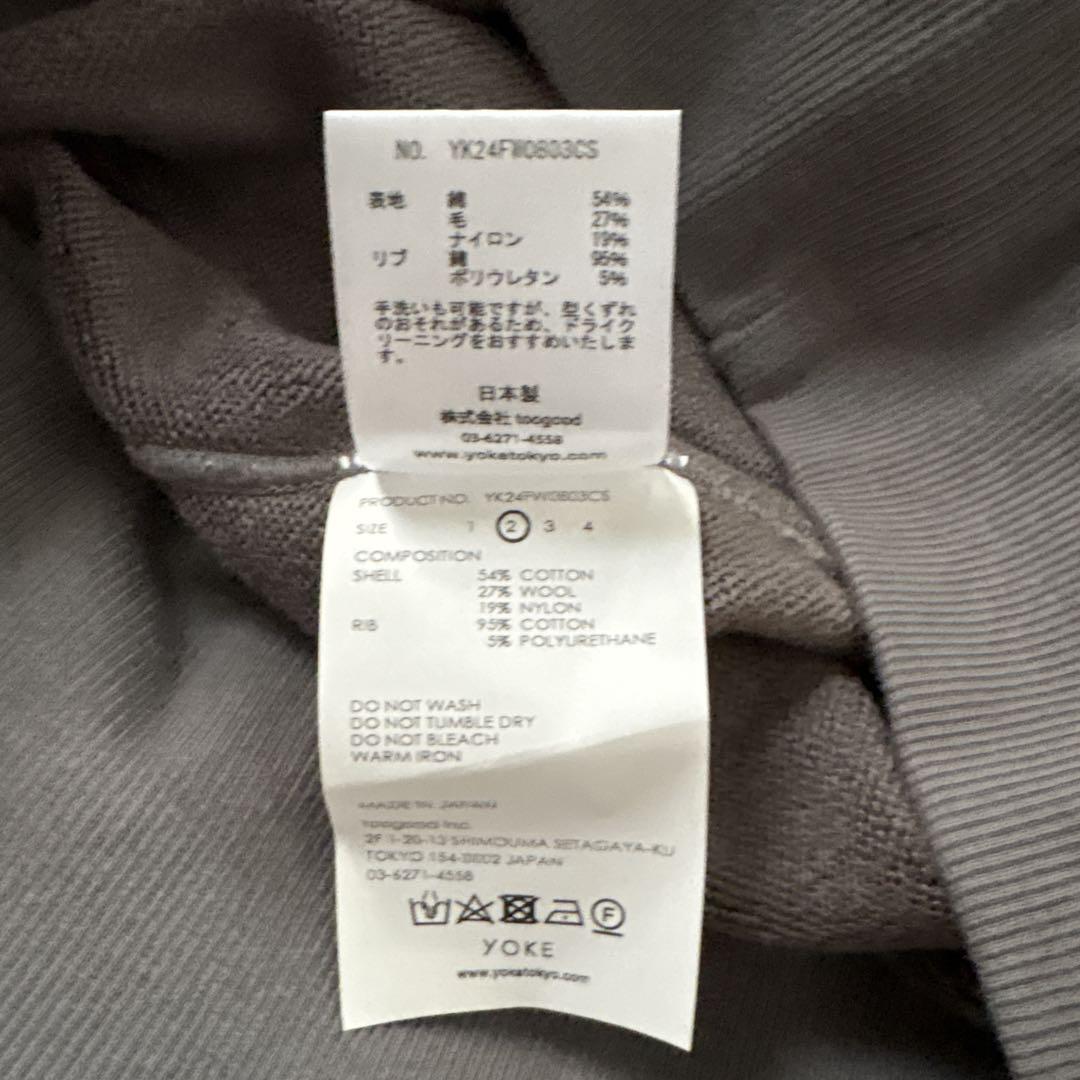 NO. YK24FW0803CS
表地 綿 54%
毛 27%
ナイロン 19%
リブ 綿 95%
ポリウレタン 5%
手洗いも可能ですが、型くずれ
のおそれがあるため、ドライク
リーニングをおすすめいたしま
す。
日本製
株式会社 toogood
03-6271-4558
www.yoketokyo.com
PRODUCT NO. YK24FW0803CS
SIZE 1 2 3 4
COMPOSITION
SHELL 54% COTTON
27% WOOL
19% NYLON
RIB 95% COTTON
5% POLYURETHANE
DO NOT WASH
DO NOT TUMBLE DRY
DO NOT BLEACH
WARM IRON
MADE IN JAPAN
toogood Inc.
2F 1-20-13 SHIMOUMA SETAGAYA-KU
TOKYO 154-0002 JAPAN
03-6271-4558
F
YOKE
www.yoketokyo.com